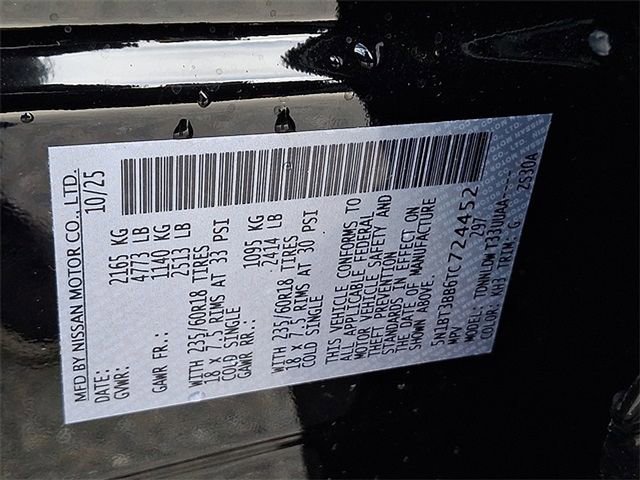 MFD BY NISSAN MOTOR CO., LTD.
DATE: 10/25
GVWR: 2165 KG
4773 LB
GAWR FR.: 1140 KG
2513 LB
WITH 235/60R18 TIRES
18 x 7.5 RIMS AT 33 PSI
COLD SINGLE
GAWR RR.: 1095 KG
2414 LB
WITH 235/60R18 TIRES
18 x 7.5 RIMS AT 30 PSI
COLD SINGLE
THIS VEHICLE CONFORMS TO
ALL APPLICABLE FEDERAL
MOTOR VEHICLE SAFETY AND
THEFT PREVENTION
STANDARDS IN EFFECT ON
THE DATE OF MANUFACTURE
SHOWN ABOVE.
5N1BT3BB6TC724452
MPV Z97
MODEL: TDNNLDW T33UUAA----
COLOR: KH3 TRIM: G ZS30A